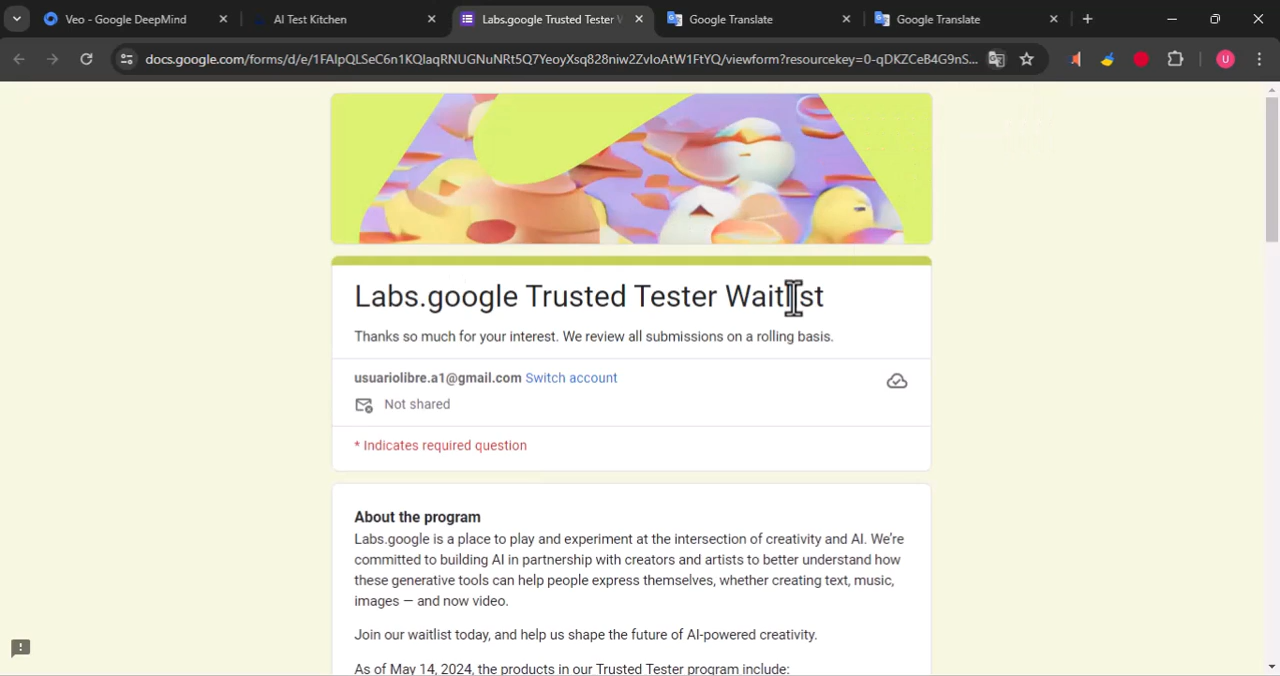 Veo - Google DeepMind
AI Test Kitchen
Labs.google Trusted Tester
Google Translate
Google Translate
docs.google.com/forms/d/e/1FAIpQLSeC6n1KQIaqRNUGNuNRt5Q7YeoyXsq828niw2ZvIoAtW1FtYQ/viewform?resourcekey=0-qDKZCeB4G9nS...
U
Labs.google Trusted Tester Waitlist
Thanks so much for your interest. We review all submissions on a rolling basis.
usuariolibre.a1@gmail.com Switch account
Not shared
* Indicates required question
About the program
Labs.google is a place to play and experiment at the intersection of creativity and AI. We're
committed to building AI in partnership with creators and artists to better understand how
these generative tools can help people express themselves, whether creating text, music,
images — and now video.
Join our waitlist today, and help us shape the future of AI-powered creativity.
As of May 14, 2024, the products in our Trusted Tester program include: